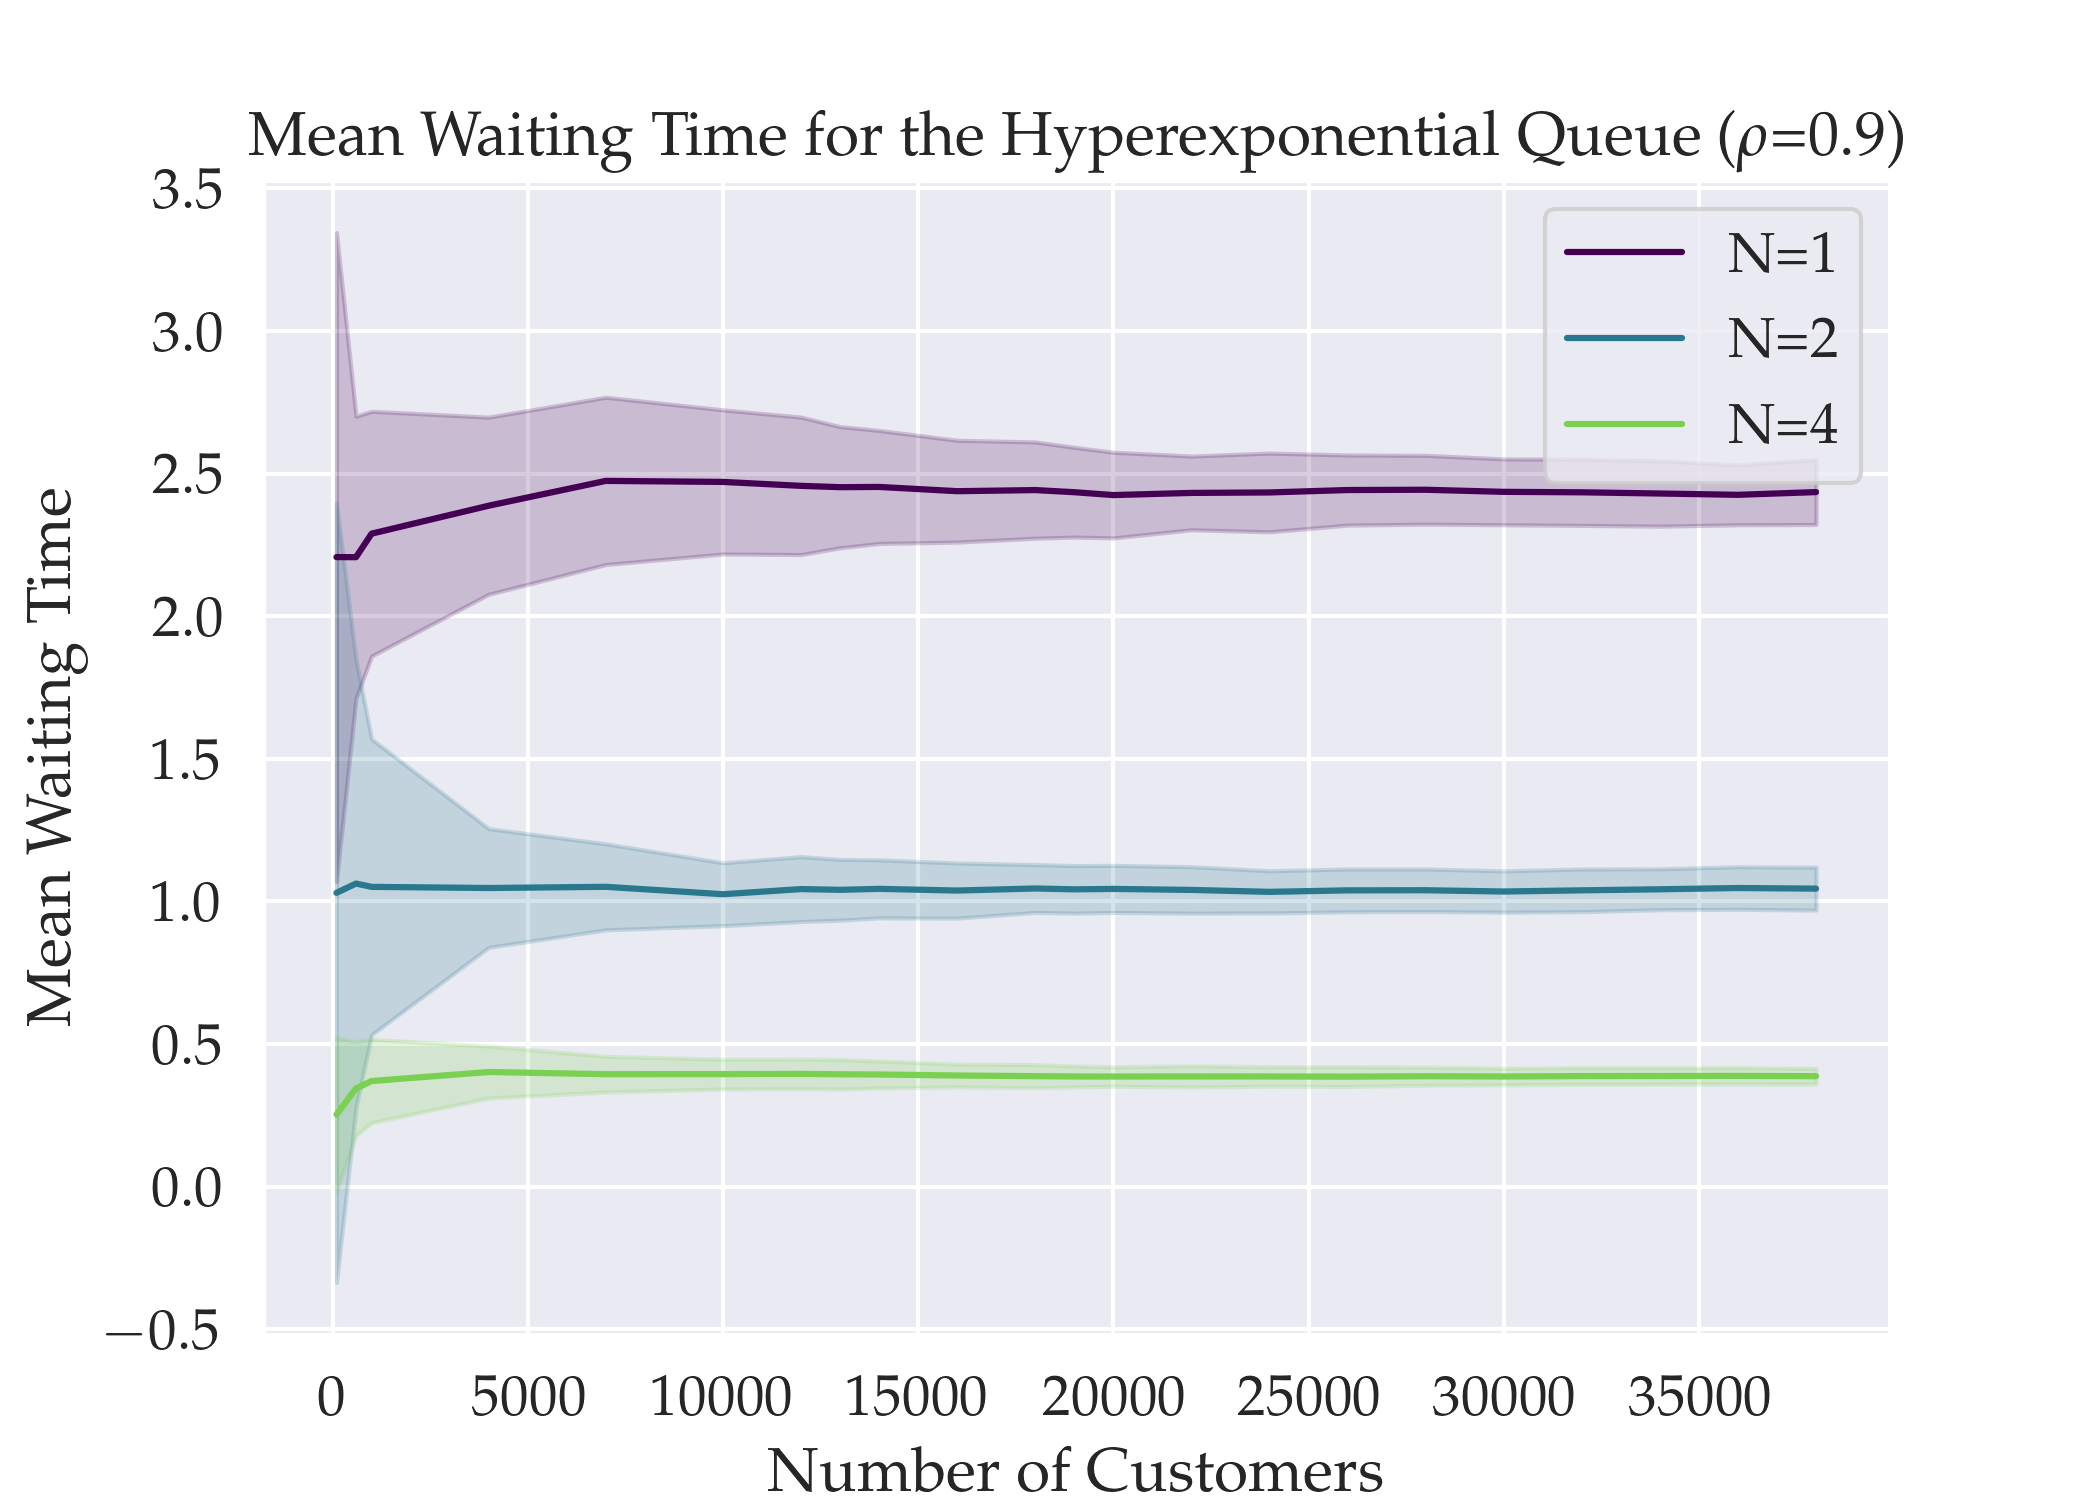 Mean Waiting Time for the Hyperexponential Queue (ρ=0.9)
3.5
3.0
2.5
2.0
1.5
1.0
0.5
0.0
−0.5
Mean Waiting Time
N=1
N=2
N=4
0 5000 10000 15000 20000 25000 30000 35000
Number of Customers